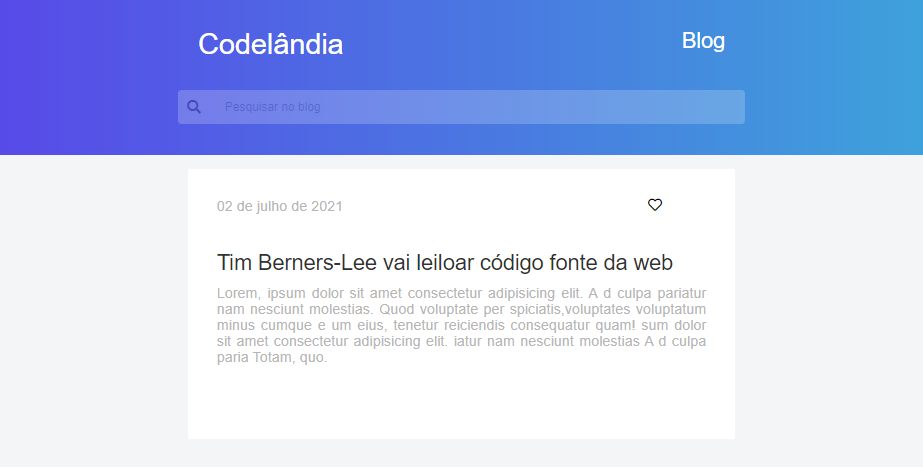 Codelândia
Blog
Pesquisar no blog
02 de julho de 2021
Tim Berners-Lee vai leiloar código fonte da web
Lorem, ipsum dolor sit amet consectetur adipisicing elit. A d culpa pariatur
nam nesciunt molestias. Quod voluptate per spiciatis,voluptates voluptatum
minus cumque e um eius, tenetur reiciendis consequatur quam! sum dolor
sit amet consectetur adipisicing elit. iatur nam nesciunt molestias A d culpa
paria Totam, quo.